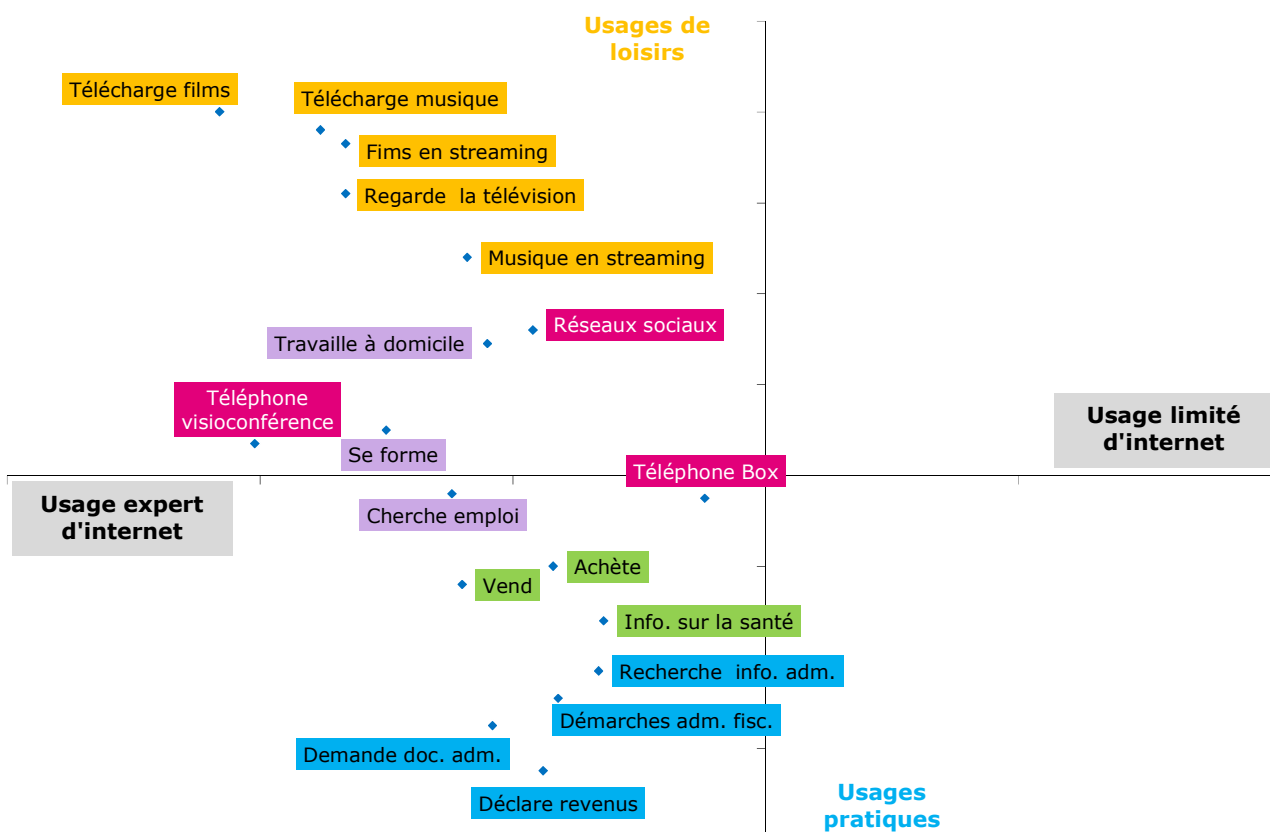 Usages de
loisirs
Télécharge films
Télécharge musique
Fims en streaming
Regarde la télévision
Musique en streaming
Réseaux sociaux
Travaille à domicile
Téléphone
visioconférence
Usage limité
d'internet
Se forme
Téléphone Box
Usage expert
d'internet
Cherche emploi
Achète
Vend
Info. sur la santé
Recherche info. adm.
Démarches adm. fisc.
Demande doc. adm.
Déclare revenus
Usages
pratiques